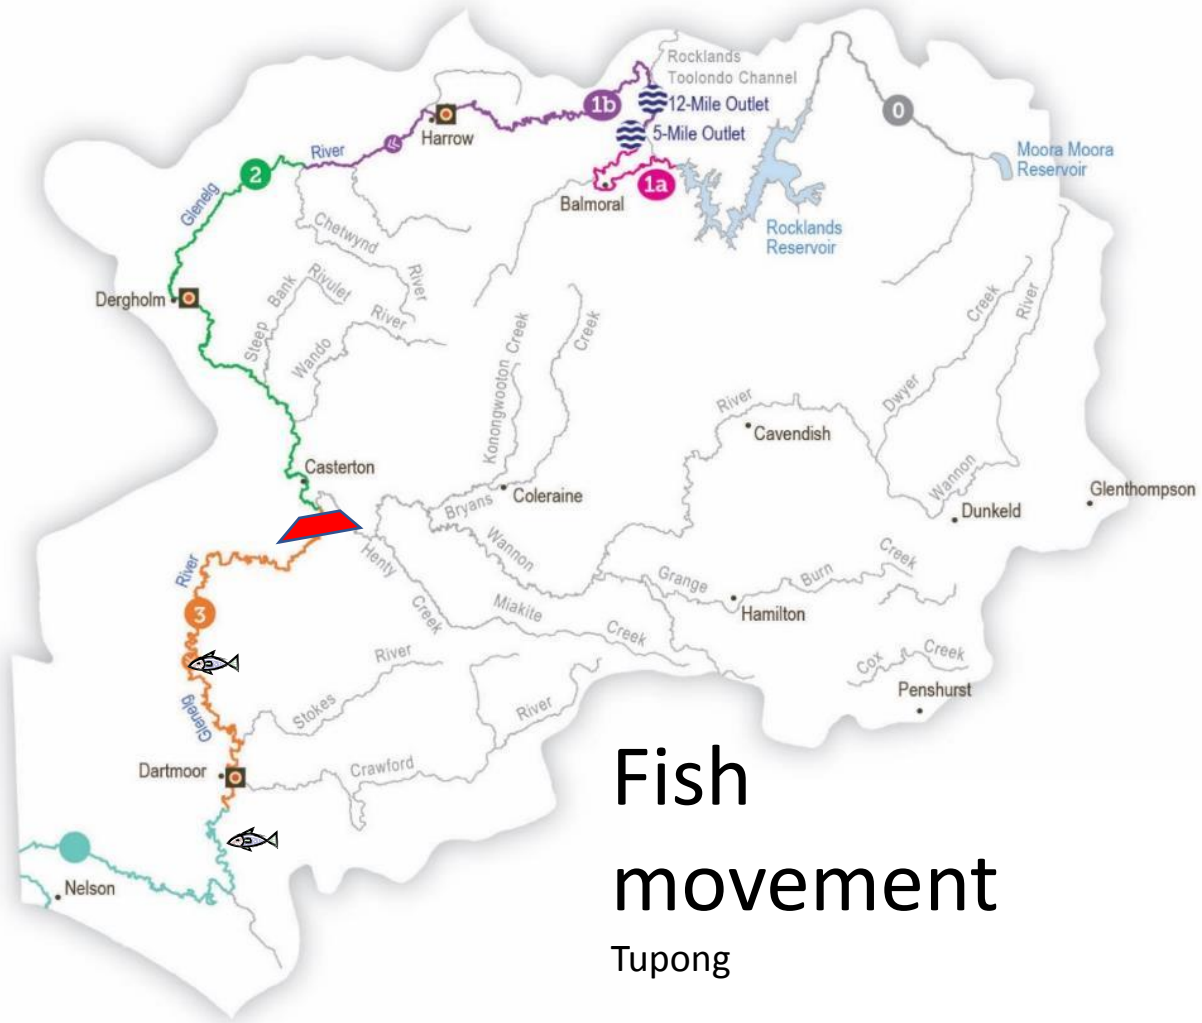 Rocklands
Toolondo Channel
12-Mile Outlet
1b
0
Harrow
5-Mile Outlet
River
Moora Moora
Reservoir
2
1a
Balmoral
Glenelg
Rocklands
Reservoir
Chetwynd
River
Dergholm
Bank
Rivulet
Steep
River
Wando
Creek
Creek
Creek
River
Konongwooton
Dwyer
River
Cavendish
Casterton
Wannon
Coleraine
Bryans
Glenthompson
Dunkeld
Wannon
Henty
Creek
River
Grange
Burn
Creek
3
Miakite
Hamilton
Creek
River
Cox
Creek
Penshurst
Glenelg
Stokes
River
Dartmoor
Crawford
Nelson
Fish
movement
Tupong